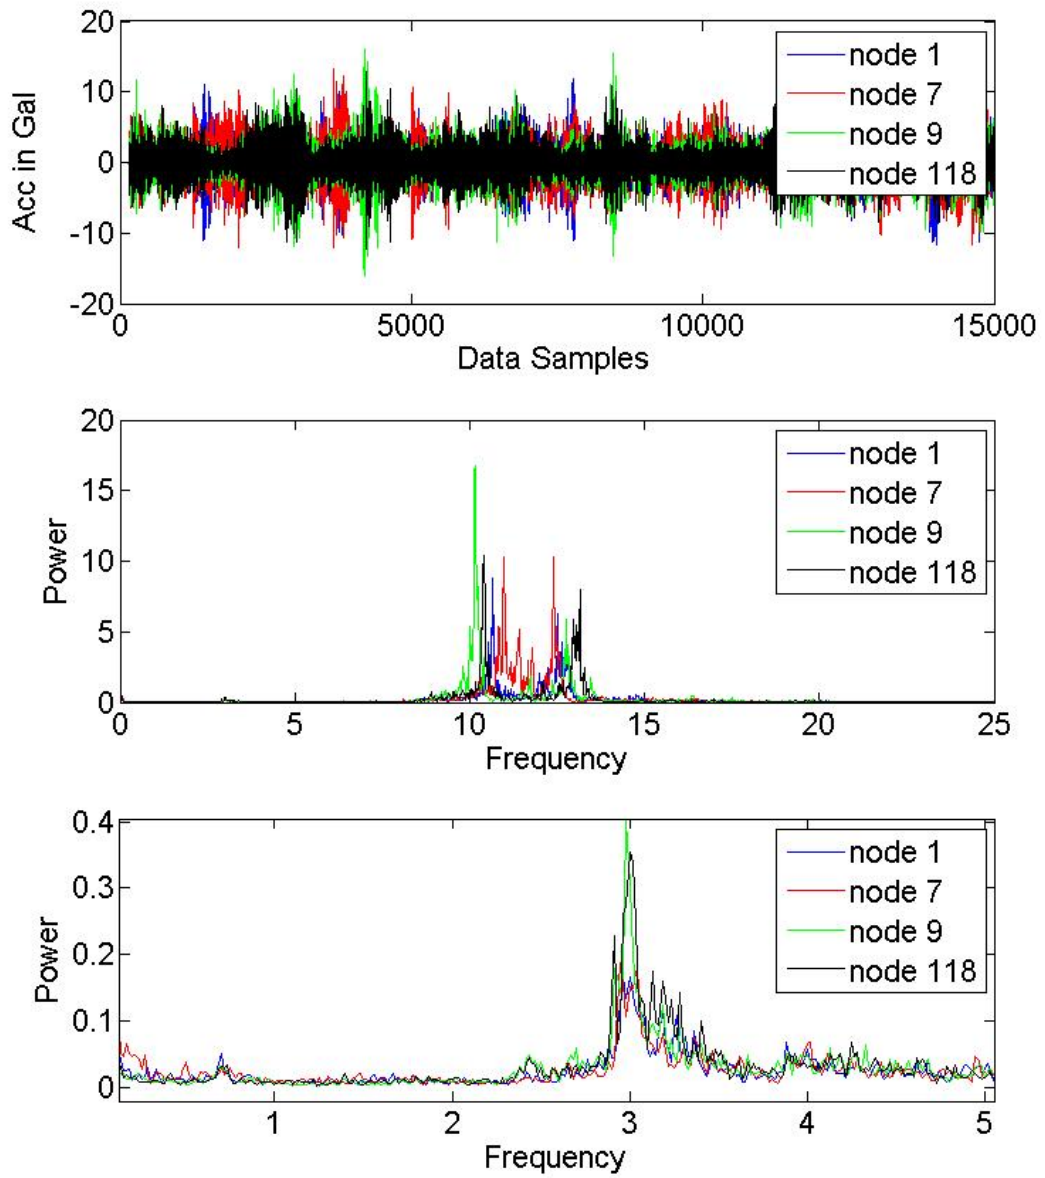 20
10
0
-10
-20
Acc in Gal
0
5000
10000
15000
Data Samples
node 1
node 7
node 9
node 118
20
15
10
5
0
Power
0
5
10
15
20
25
Frequency
node 1
node 7
node 9
node 118
0.4
0.3
0.2
0.1
0
Power
1
2
3
4
5
Frequency
node 1
node 7
node 9
node 118